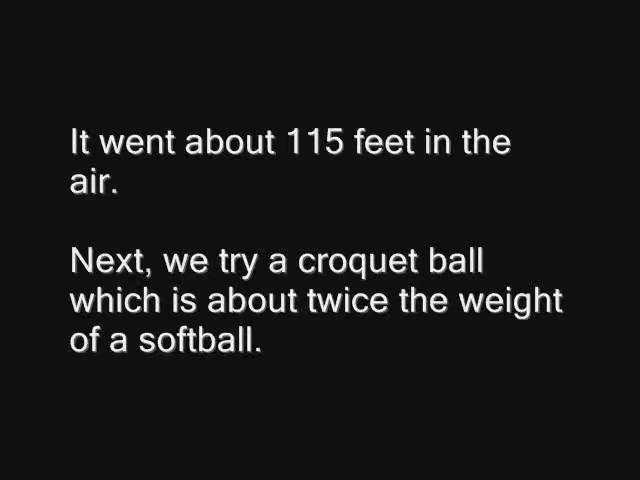 It went about 115 feet in the
air.
Next, we try a croquet ball
which is about twice the weight
of a softball.